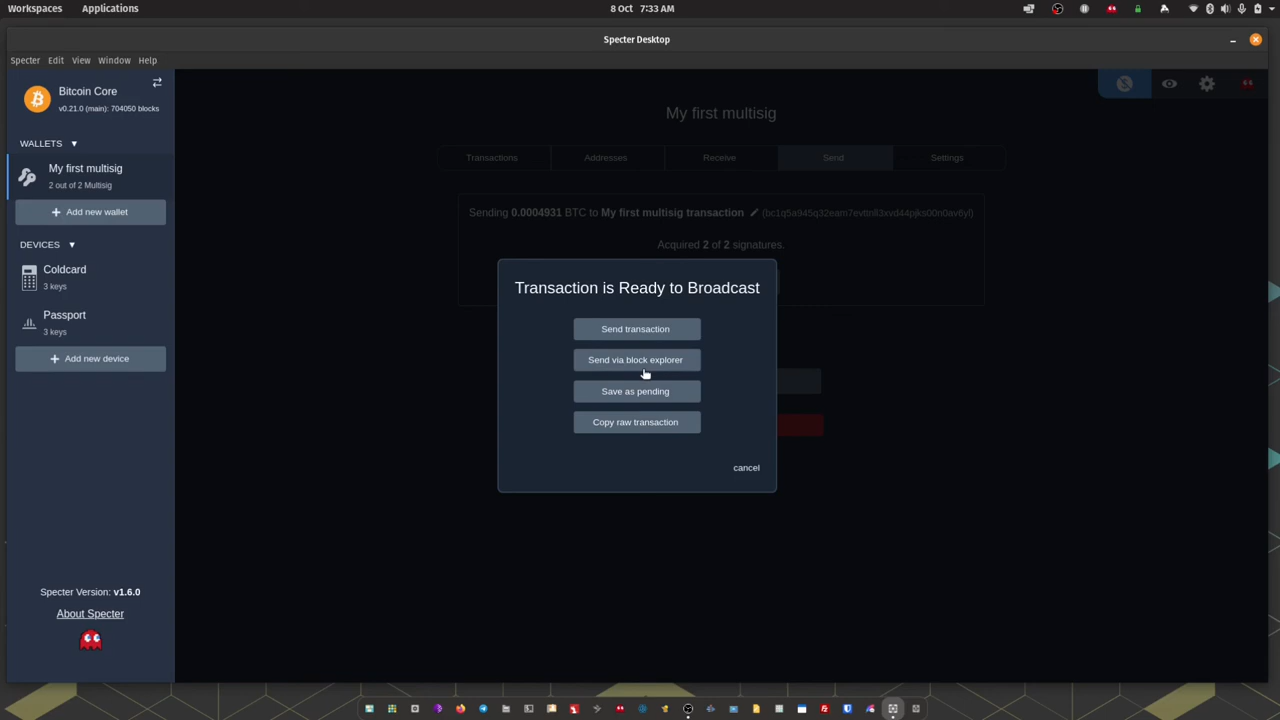 Workspaces Applications 8 Oct 7:33 AM
Specter Desktop
Specter Edit View Window Help
Bitcoin Core
v0.21.0 (main): 704050 blocks
WALLETS ▼
My first multisig
2 out of 2 Multisig
+ Add new wallet
DEVICES ▼
Coldcard
3 keys
Passport
3 keys
+ Add new device
Specter Version: v1.6.0
About Specter
My first multisig
Transactions Addresses Receive Send Settings
Sending 0.0004931 BTC to My first multisig transaction
Acquired 2 of 2 signatures.
Transaction is Ready to Broadcast
Send transaction
Send via block explorer
Save as pending
Copy raw transaction
cancel